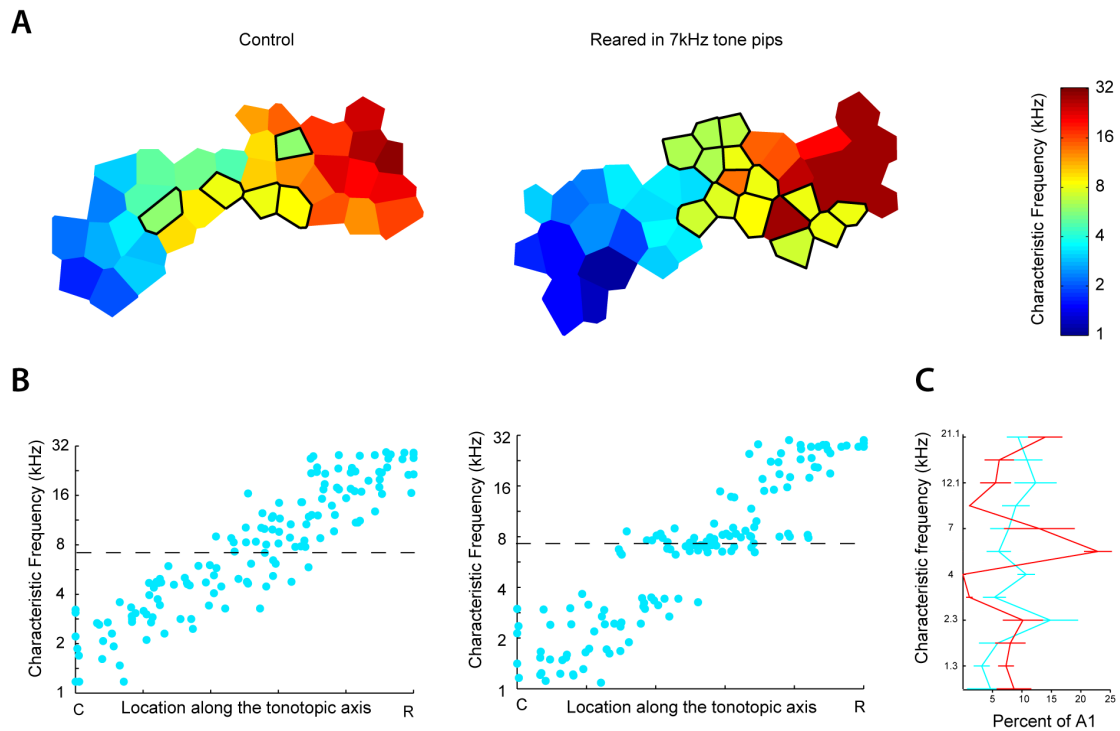 A
Control
Reared in 7kHz tone pips
Characteristic Frequency (kHz)
32
16
8
4
2
1
B
Characteristic Frequency (kHz)
32
16
8
4
2
1
C
Location along the tonotopic axis
R
Characteristic Frequency (kHz)
32
16
8
4
2
1
C
Location along the tonotopic axis
R
C
Characteristic frequency (kHz)
21.1
12.1
7
4
2.3
1.3
5
10
15
20
25
Percent of A1